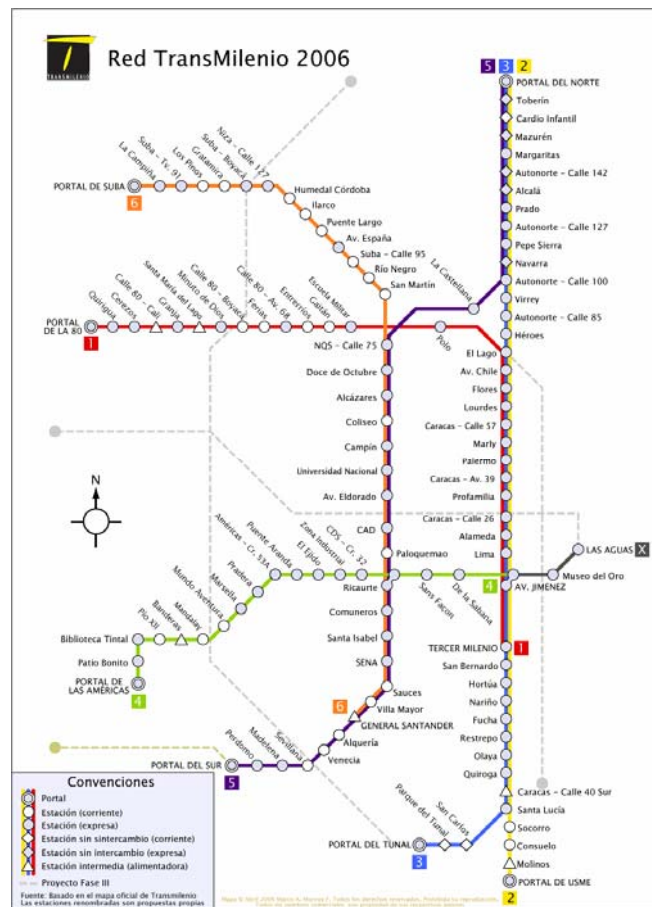 TRANSMILENIO
Red TransMilenio 2006
5 3 2
PORTAL DEL NORTE
Toberín
Cardio Infantil
Mazurén
Margaritas
Autonorte - Calle 142
Alcalá
Prado
Autonorte - Calle 127
Pepe Sierra
Navarra
Autonorte - Calle 100
Virrey
Autonorte - Calle 85
Héroes
El Lago
Av. Chile
Flores
Lourdes
Caracas - Calle 57
Marly
Palermo
Caracas - Av. 39
Profamilia
Caracas - Calle 26
Alameda
Lima
LAS AGUAS X
Museo del Oro
AV. JIMENEZ
TERCER MILENIO
1
San Bernardo
Hortúa
Nariño
Fucha
Restrepo
Olaya
Quiroga
Caracas - Calle 40 Sur
Santa Lucía
Socorro
Consuelo
Molinos
PORTAL DE USME
2
PORTAL DE SUBA
6
La Campiña
Suba - Tv. 91
Los Pinos
Gratamira
Suba - Boyacá
Niza - Calle 127
Humedal Córdoba
Ilarco
Puente Largo
Av. España
Suba - Calle 95
Río Negro
San Martín
La Castellana
PORTAL
DE LA 80
1
Quirigua
Cerezos
Calle 80 - Cali
Granja
Santa María del Lago
Minuto de Dios
Calle 80 - Boyacá
Ferias
Calle 80 - Av. 68
Entrerríos
Gaitán
Escuela Militar
Polo
NQS - Calle 75
Doce de Octubre
Alcázares
Coliseo
Campín
Universidad Nacional
Av. Eldorado
CAD
Paloquemao
Ricaurte
Comuneros
Santa Isabel
SENA
Sauces
Villa Mayor
6
GENERAL SANTANDER
Alquería
Venecia
Sevillana
Madelena
Perdomo
PORTAL DEL SUR
5
N
Américas - Cr. 53A
Puente Aranda
El Ejido
Zona Industrial
CDS - Cr. 32
Sans Façon
De la Sabana
4
Pradera
Marsella
Mundo Aventura
Mandalay
Banderas
Pío XII
Biblioteca Tintal
Patio Bonito
PORTAL DE
LAS AMÉRICAS
4
San Carlos
Parque del Tunal
PORTAL DEL TUNAL
3
Convenciones
Portal
Estación (corriente)
Estación (expresa)
Estación sin sintercambio (corriente)
Estación sin intercambio (expresa)
Estación intermedia (alimentadora)
Proyecto Fase III
Fuente: Basado en el mapa oficial de Transmilenio
Las estaciones renombradas son propuestas propias